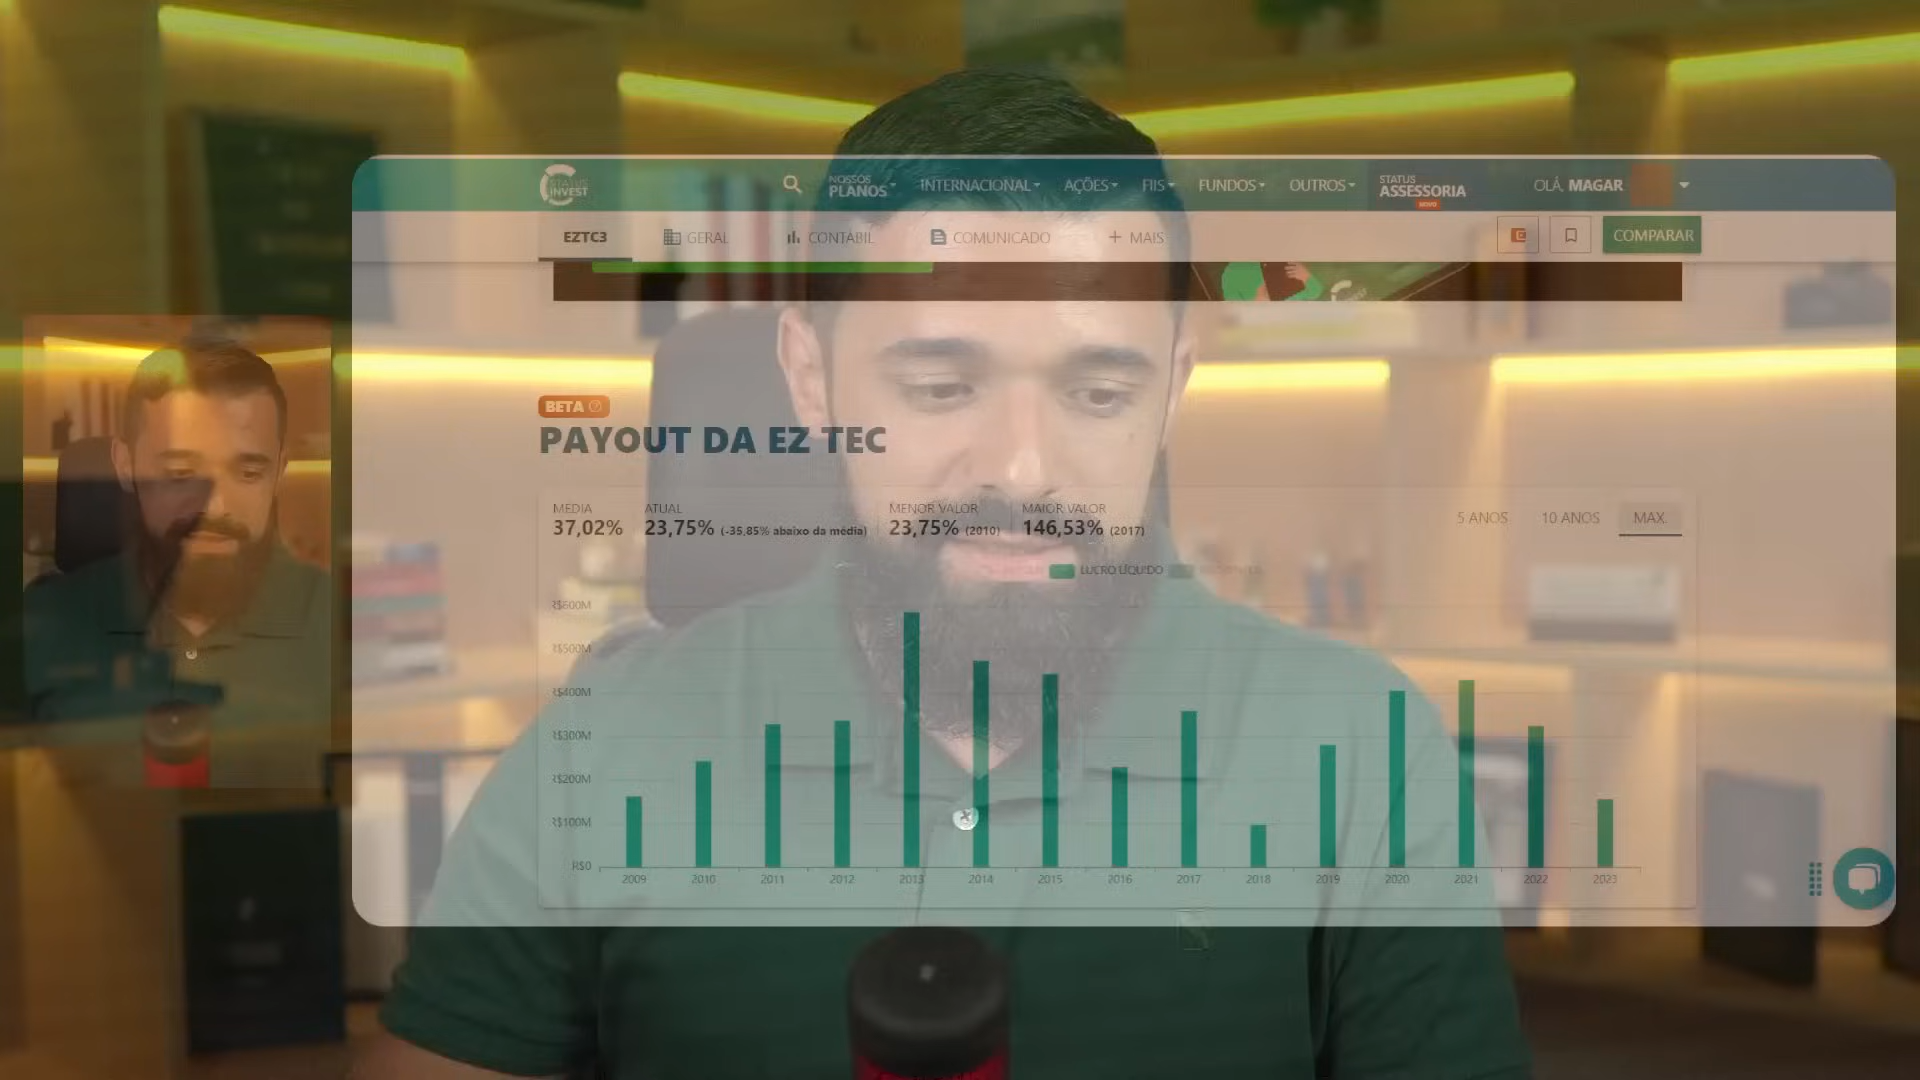 STATUS INVEST
NOSSOS PLANOS
INTERNACIONAL
AÇÕES
FIIS
FUNDOS
OUTROS
STATUS ASSESSORIA
NOVO
OLÁ, MAGAR
EZTC3
GERAL
CONTÁBIL
COMUNICADO
+ MAIS
COMPARAR
BETA
PAYOUT DA EZ TEC
MÉDIA
37,02%
ATUAL
23,75% (-35,85% abaixo da média)
MENOR VALOR
23,75% (2010)
MAIOR VALOR
146,53% (2017)
5 ANOS
10 ANOS
MAX.
LUCRO LÍQUIDO
R$600M
R$500M
R$400M
R$300M
R$200M
R$100M
R$0
2009 2010 2011 2012 2013 2014 2015 2016 2017 2018 2019 2020 2021 2022 2023